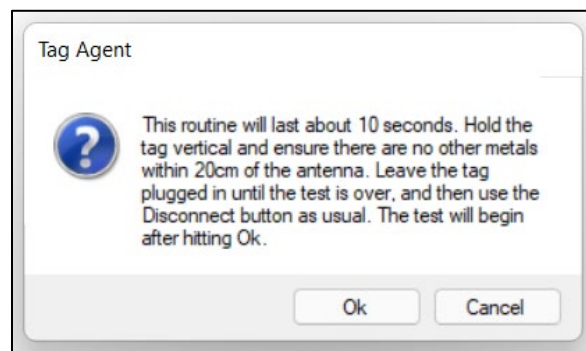 Tag Agent
This routine will last about 10 seconds. Hold the
tag vertical and ensure there are no other metals
within 20cm of the antenna. Leave the tag
plugged in until the test is over, and then use the
Disconnect button as usual. The test will begin
after hitting Ok.
Ok
Cancel